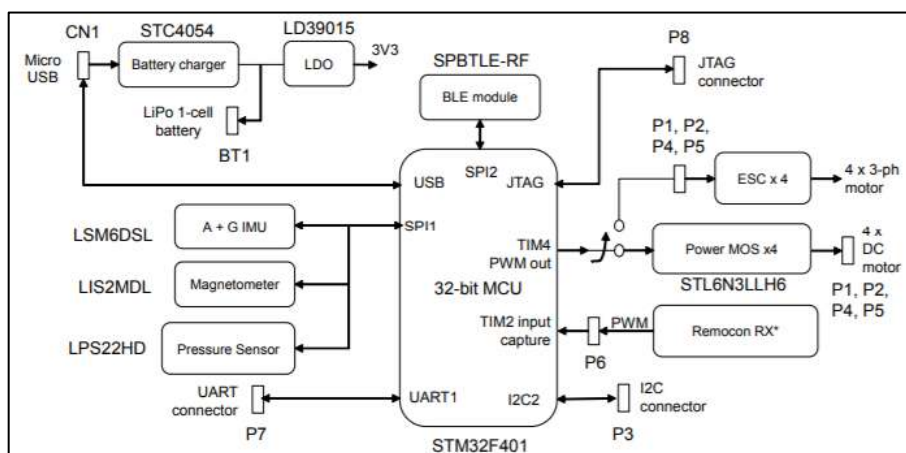 CN1
STC4054
LD39015
Micro
USB
Battery charger
LDO
3V3
LiPo 1-cell
battery
BT1
SPBTLE-RF
BLE module
P8
JTAG
connector
P1, P2,
P4, P5
ESC x 4
4 x 3-ph
motor
USB
SPI2
JTAG
LSM6DSL
A + G IMU
SPI1
LIS2MDL
Magnetometer
LPS22HD
Pressure Sensor
TIM4
PWM out
Power MOS x4
STL6N3LLH6
4 x
DC
motor
P1, P2,
P4, P5
32-bit MCU
TIM2 input
capture
PWM
P6
Remocon RX*
UART
connector
P7
UART1
I2C2
I2C
connector
P3
STM32F401